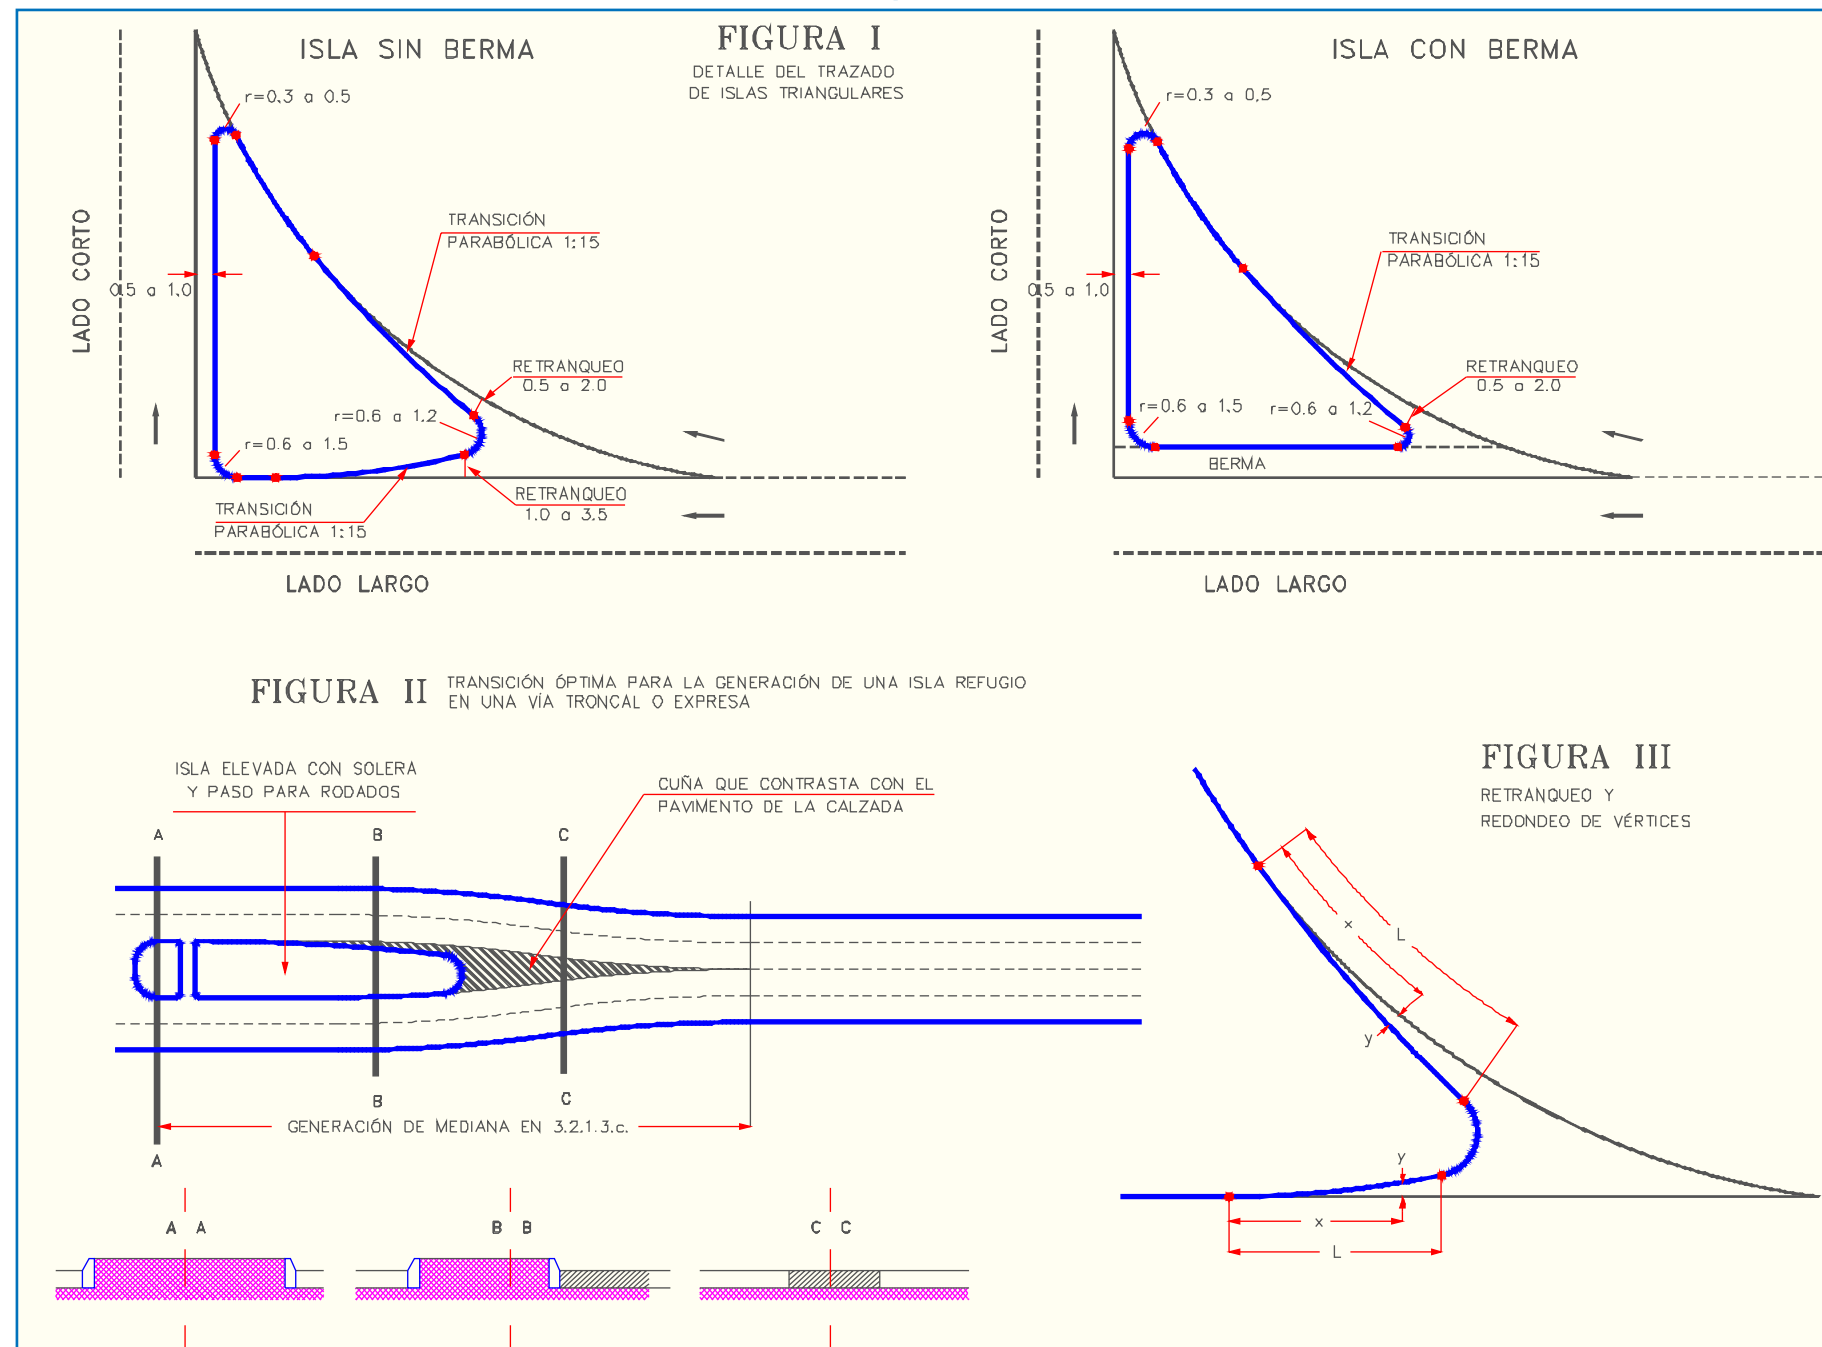 ISLA SIN BERMA
FIGURA I
DETALLE DEL TRAZADO
DE ISLAS TRIANGULARES
ISLA CON BERMA
r=0.3 a 0.5
LADO CORTO
0.5 a 1.0
TRANSICIÓN
PARABÓLICA 1:15
RETRANQUEO
0.5 a 2.0
r=0.6 a 1.2
r=0.6 a 1.5
TRANSICIÓN
PARABÓLICA 1:15
RETRANQUEO
1.0 a 3.5
LADO LARGO
r=0.3 a 0.5
LADO CORTO
0.5 a 1.0
TRANSICIÓN
PARABÓLICA 1:15
RETRANQUEO
0.5 a 2.0
r=0.6 a 1.5
r=0.6 a 1.2
BERMA
LADO LARGO
FIGURA II
TRANSICIÓN ÓPTIMA PARA LA GENERACIÓN DE UNA ISLA REFUGIO
EN UNA VÍA TRONCAL O EXPRESA
ISLA ELEVADA CON SOLERA
Y PASO PARA RODADOS
CUÑA QUE CONTRASTA CON EL
PAVIMENTO DE LA CALZADA
A
B
C
B
C
GENERACIÓN DE MEDIANA EN 3.2.1.3.c.
A
A A
B B
C C
FIGURA III
RETRANQUEO Y
REDONDEO DE VÉRTICES
x
L
y
y
x
L